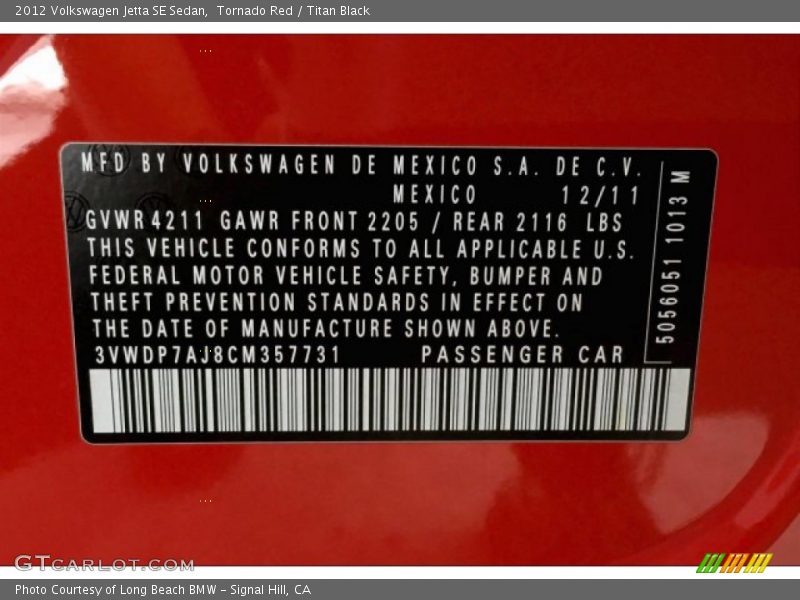 2012 Volkswagen Jetta SE Sedan, Tornado Red / Titan Black
MFD BY VOLKSWAGEN DE MEXICO S.A. DE C.V.
MEXICO 12/11
GVWR4211 GAWR FRONT 2205 / REAR 2116 LBS
THIS VEHICLE CONFORMS TO ALL APPLICABLE U.S.
FEDERAL MOTOR VEHICLE SAFETY, BUMPER AND
THEFT PREVENTION STANDARDS IN EFFECT ON
THE DATE OF MANUFACTURE SHOWN ABOVE.
3VWDP7AJ8CM357731 PASSENGER CAR
5056051 1013 M
GTCARLOT.COM
Photo Courtesy of Long Beach BMW - Signal Hill, CA